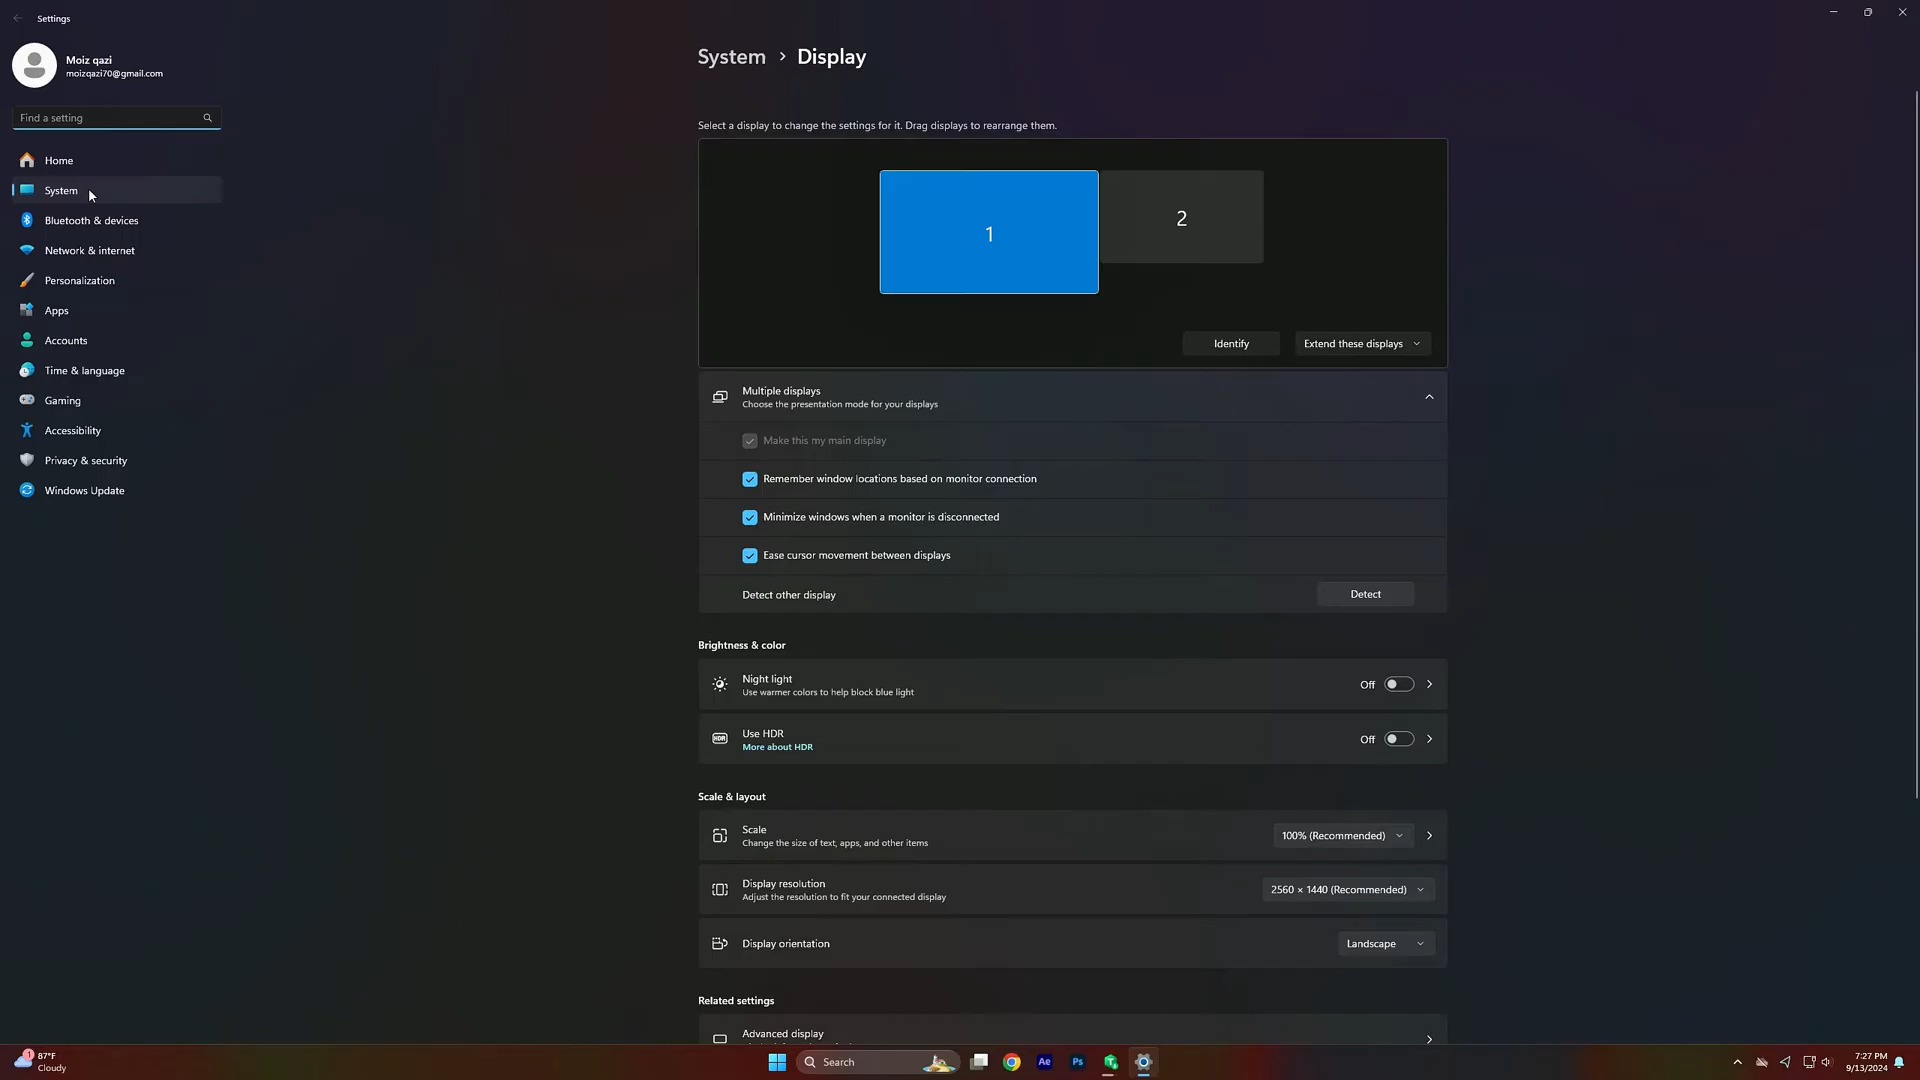 Settings
Moiz qazi
moizqazi70@gmail.com
Find a setting
Home
System
Bluetooth & devices
Network & internet
Personalization
Apps
Accounts
Time & language
Gaming
Accessibility
Privacy & security
Windows Update
System › Display
Select a display to change the settings for it. Drag displays to rearrange them.
1
2
Identify
Extend these displays
Multiple displays
Choose the presentation mode for your displays
Make this my main display
Remember window locations based on monitor connection
Minimize windows when a monitor is disconnected
Ease cursor movement between displays
Detect other display
Detect
Brightness & color
Night light
Use warmer colors to help block blue light
Off
HDR
Use HDR
More about HDR
Off
Scale & layout
Scale
Change the size of text, apps, and other items
100% (Recommended)
Display resolution
Adjust the resolution to fit your connected display
2560 × 1440 (Recommended)
Display orientation
Landscape
Related settings
Advanced display
1
87°F
Cloudy
Search
Ae
Ps
7:27 PM
9/13/2024